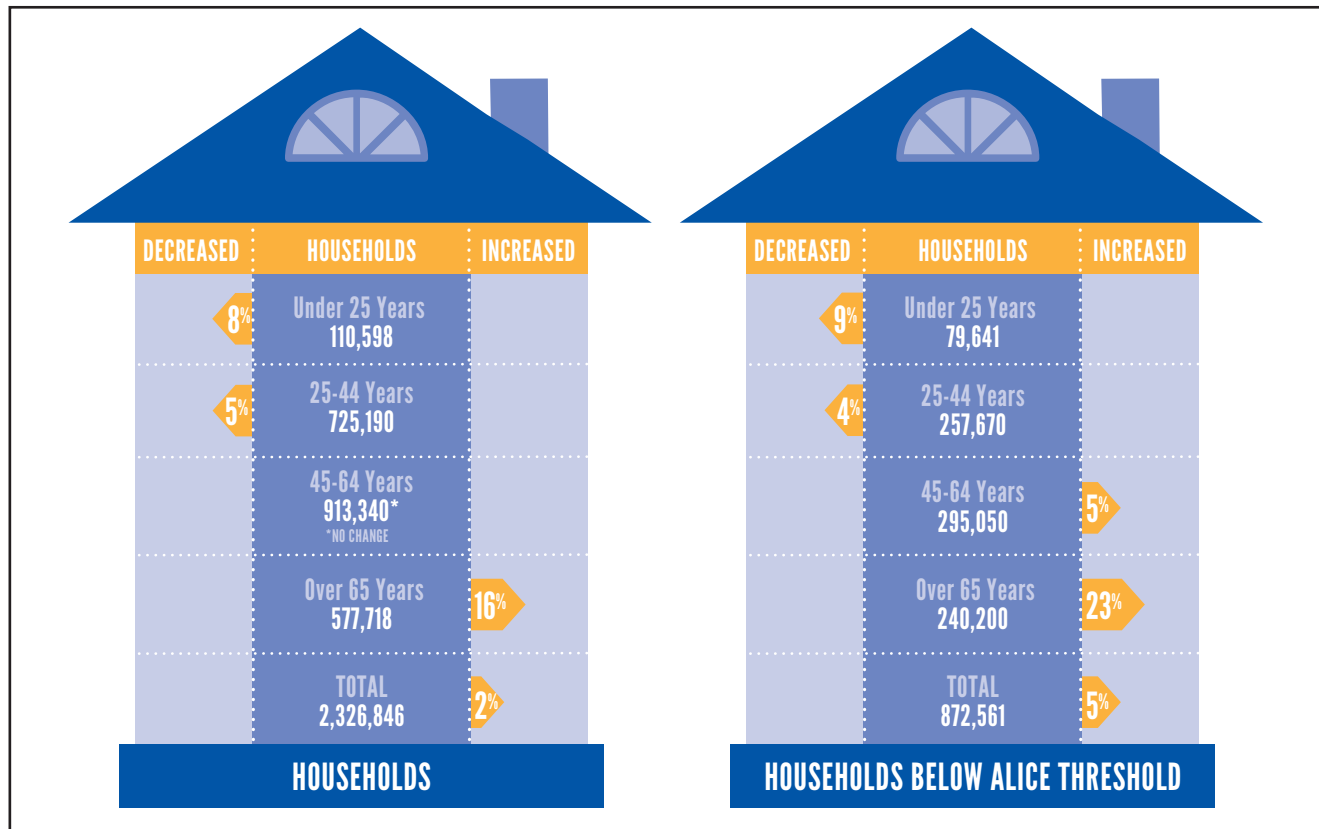 DECREASED HOUSEHOLDS INCREASED
8%
Under 25 Years
110,598
5%
25-44 Years
725,190
45-64 Years
913,340*
*NO CHANGE
Over 65 Years
577,718
16%
TOTAL
2,326,846
2%
HOUSEHOLDS
DECREASED HOUSEHOLDS INCREASED
9%
Under 25 Years
79,641
4%
25-44 Years
257,670
45-64 Years
295,050
5%
Over 65 Years
240,200
23%
TOTAL
872,561
5%
HOUSEHOLDS BELOW ALICE THRESHOLD